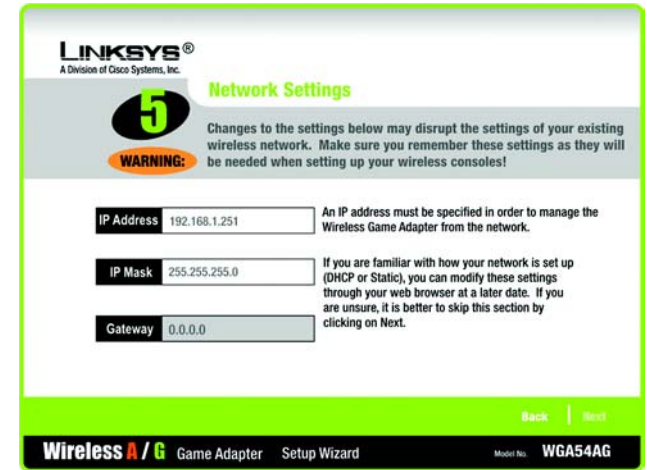 LINKSYS®
A Division of Cisco Systems, Inc.
5
Network Settings
WARNING:
Changes to the settings below may disrupt the settings of your existing
wireless network. Make sure you remember these settings as they will
be needed when setting up your wireless consoles!
IP Address 192.168.1.251
An IP address must be specified in order to manage the
Wireless Game Adapter from the network.
IP Mask 255.255.255.0
If you are familiar with how your network is set up
(DHCP or Static), you can modify these settings
through your web browser at a later date. If you
are unsure, it is better to skip this section by
clicking on Next.
Gateway 0.0.0.0
Back | Next
Wireless A / G Game Adapter Setup Wizard Model No. WGA54AG